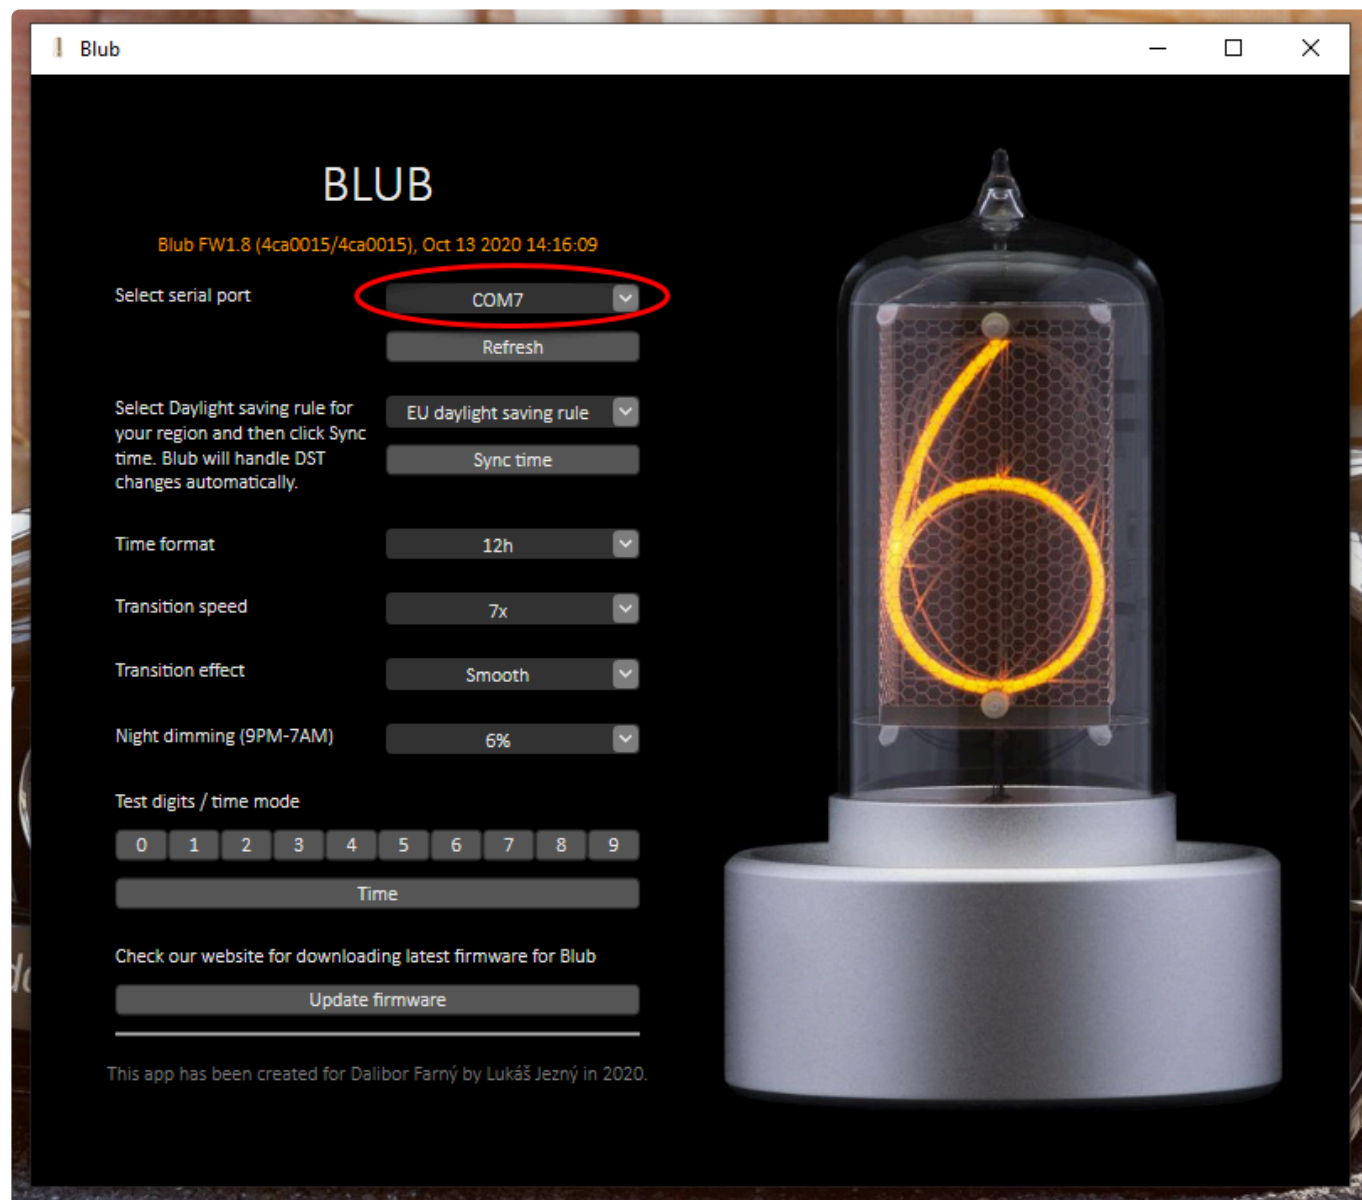 Blub
BLUB
Blub FW1.8 (4ca0015/4ca0015), Oct 13 2020 14:16:09
Select serial port
COM7
Refresh
Select Daylight saving rule for
your region and then click Sync
time. Blub will handle DST
changes automatically.
EU daylight saving rule
Sync time
Time format
12h
Transition speed
7x
Transition effect
Smooth
Night dimming (9PM-7AM)
6%
Test digits / time mode
0 1 2 3 4 5 6 7 8 9
Time
Check our website for downloading latest firmware for Blub
Update firmware
This app has been created for Dalibor Farný by Lukáš Jezný in 2020.
6